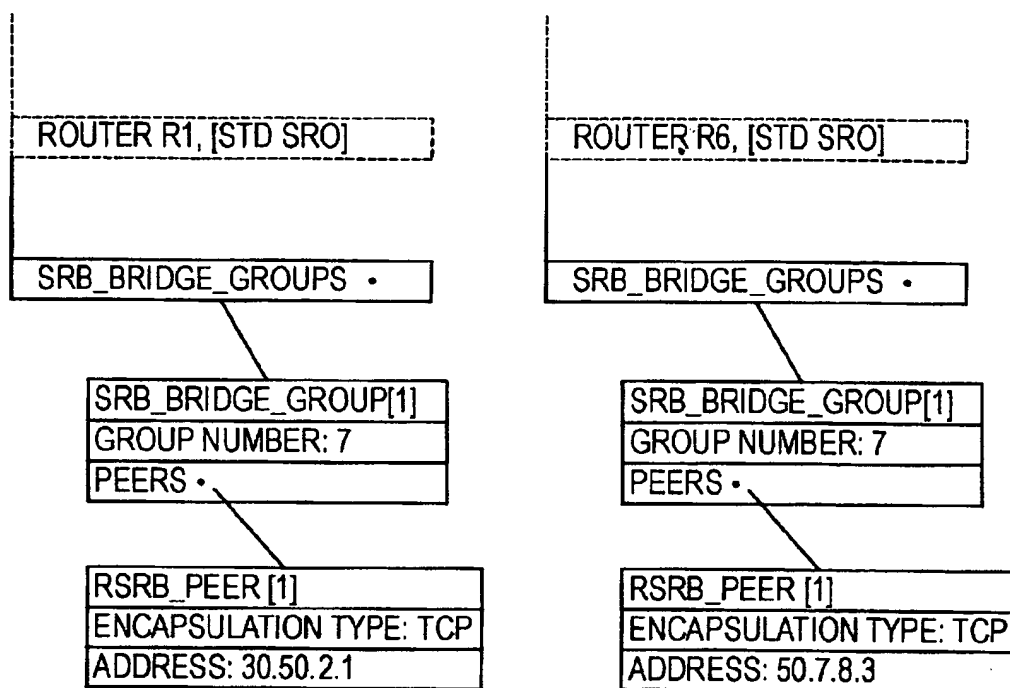 ROUTER R1, [STD SRO]
SRB_BRIDGE_GROUPS •
SRB_BRIDGE_GROUP[1]
GROUP NUMBER: 7
PEERS •
RSRB_PEER [1]
ENCAPSULATION TYPE: TCP
ADDRESS: 30.50.2.1
ROUTER R6, [STD SRO]
SRB_BRIDGE_GROUPS •
SRB_BRIDGE_GROUP[1]
GROUP NUMBER: 7
PEERS •
RSRB_PEER [1]
ENCAPSULATION TYPE: TCP
ADDRESS: 50.7.8.3